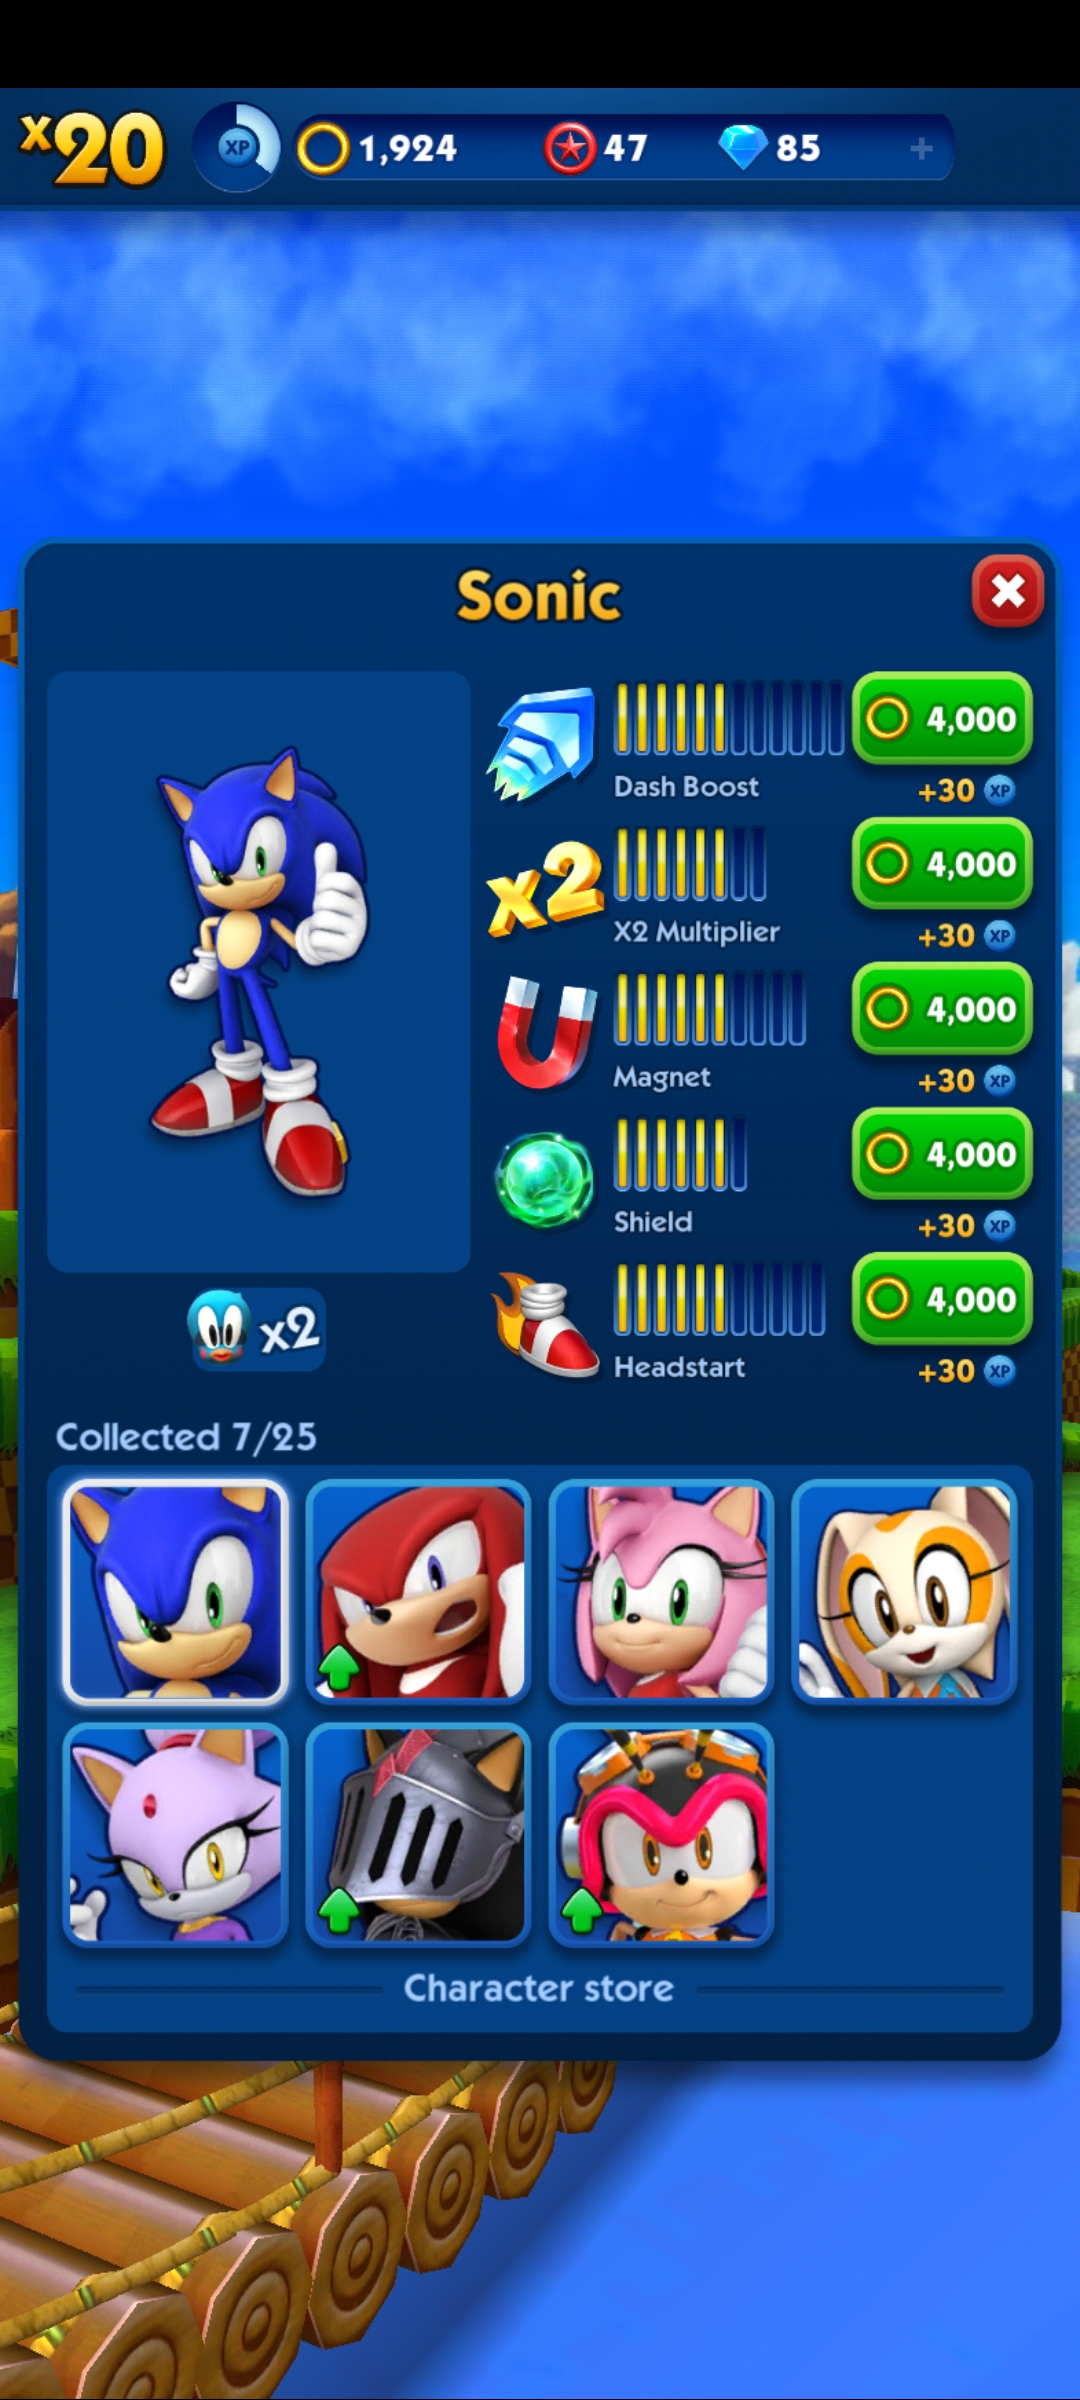 x20 XP 1,924 47 85 +
Sonic
4,000
Dash Boost +30 XP
x2 4,000
X2 Multiplier +30 XP
4,000
Magnet +30 XP
4,000
Shield +30 XP
x2 4,000
Headstart +30 XP
Collected 7/25
Character store